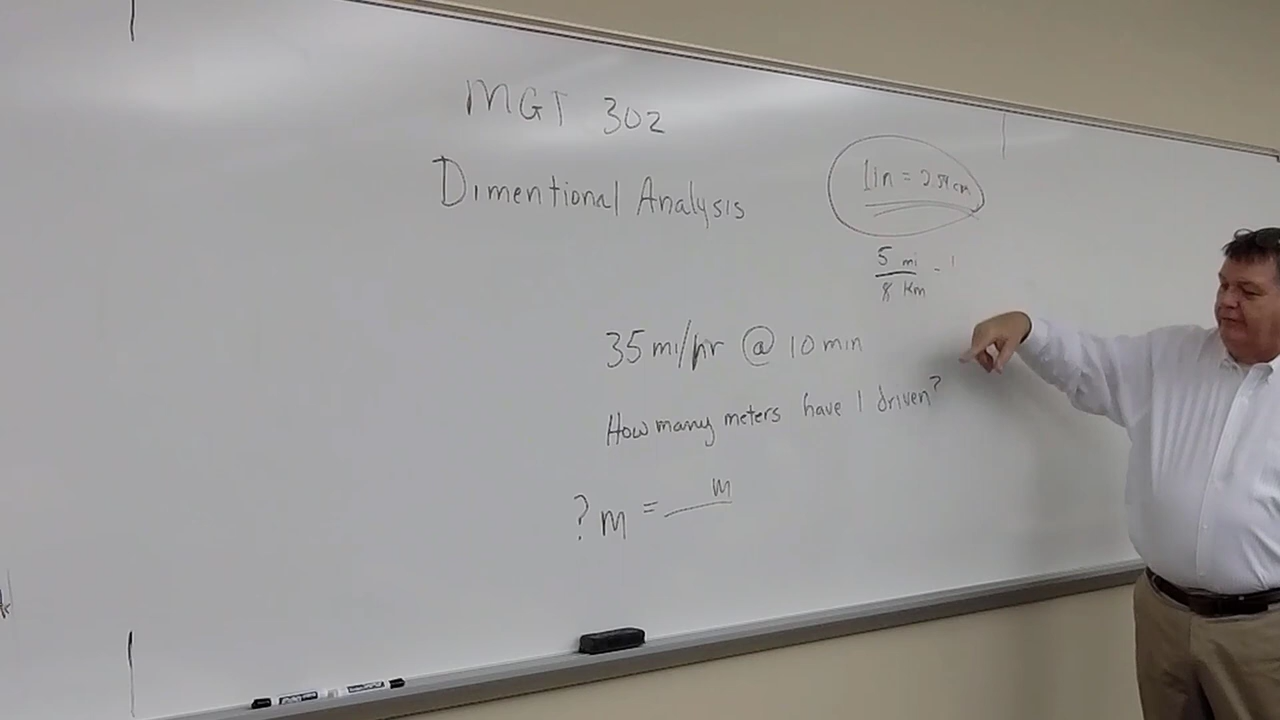 MGT 302
Dimentional Analysis
1in = 2.54 cm
5 mi
8 Km
35 mi/hr @ 10 min
How many meters have I driven?
? m = m